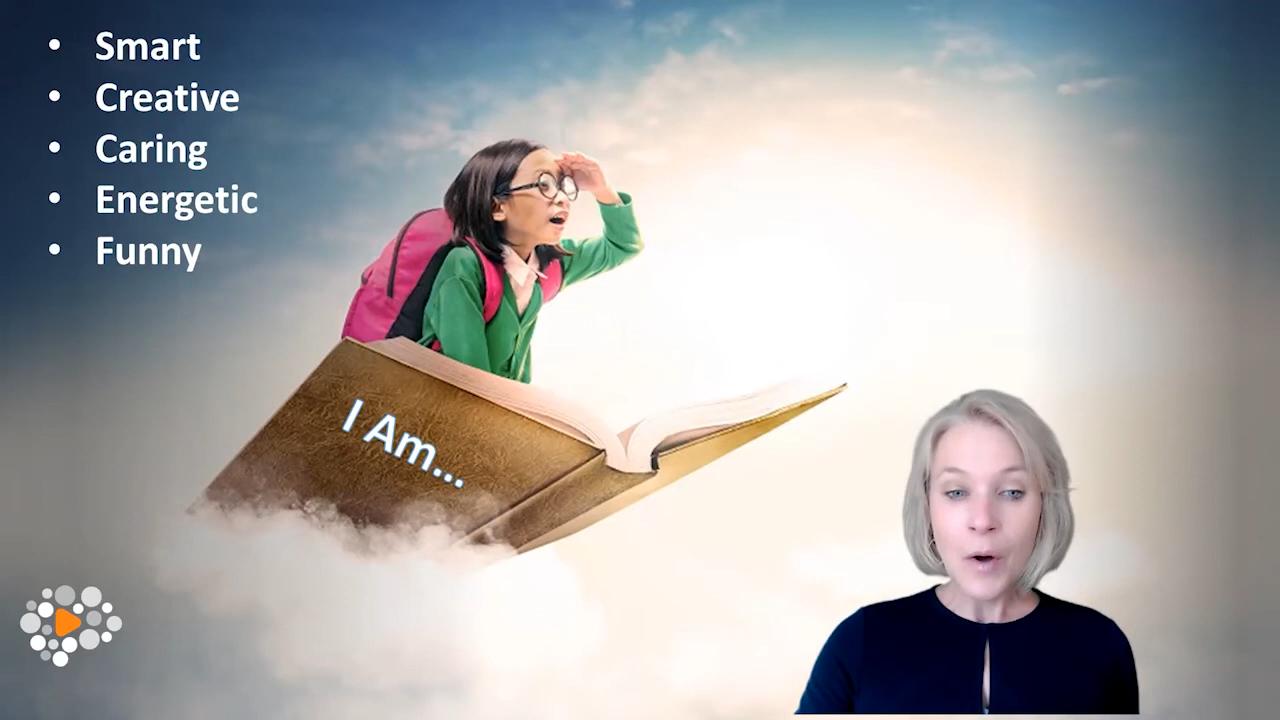 • Smart
• Creative
• Caring
• Energetic
• Funny
I Am...